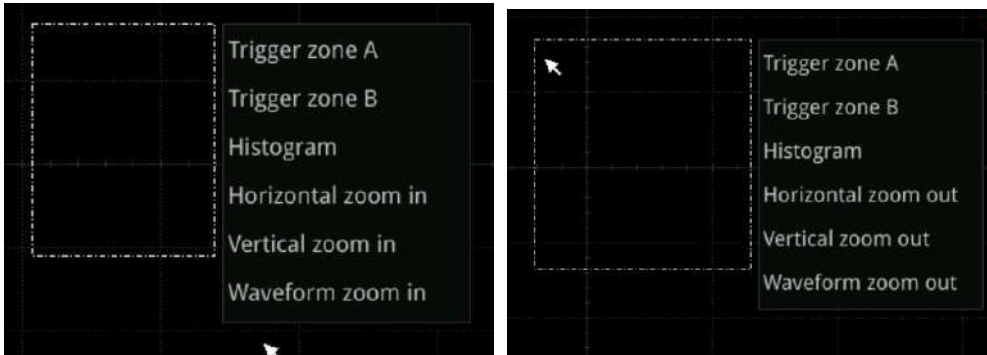 Trigger zone A
Trigger zone B
Histogram
Horizontal zoom in
Vertical zoom in
Waveform zoom in
Trigger zone A
Trigger zone B
Histogram
Horizontal zoom out
Vertical zoom out
Waveform zoom out